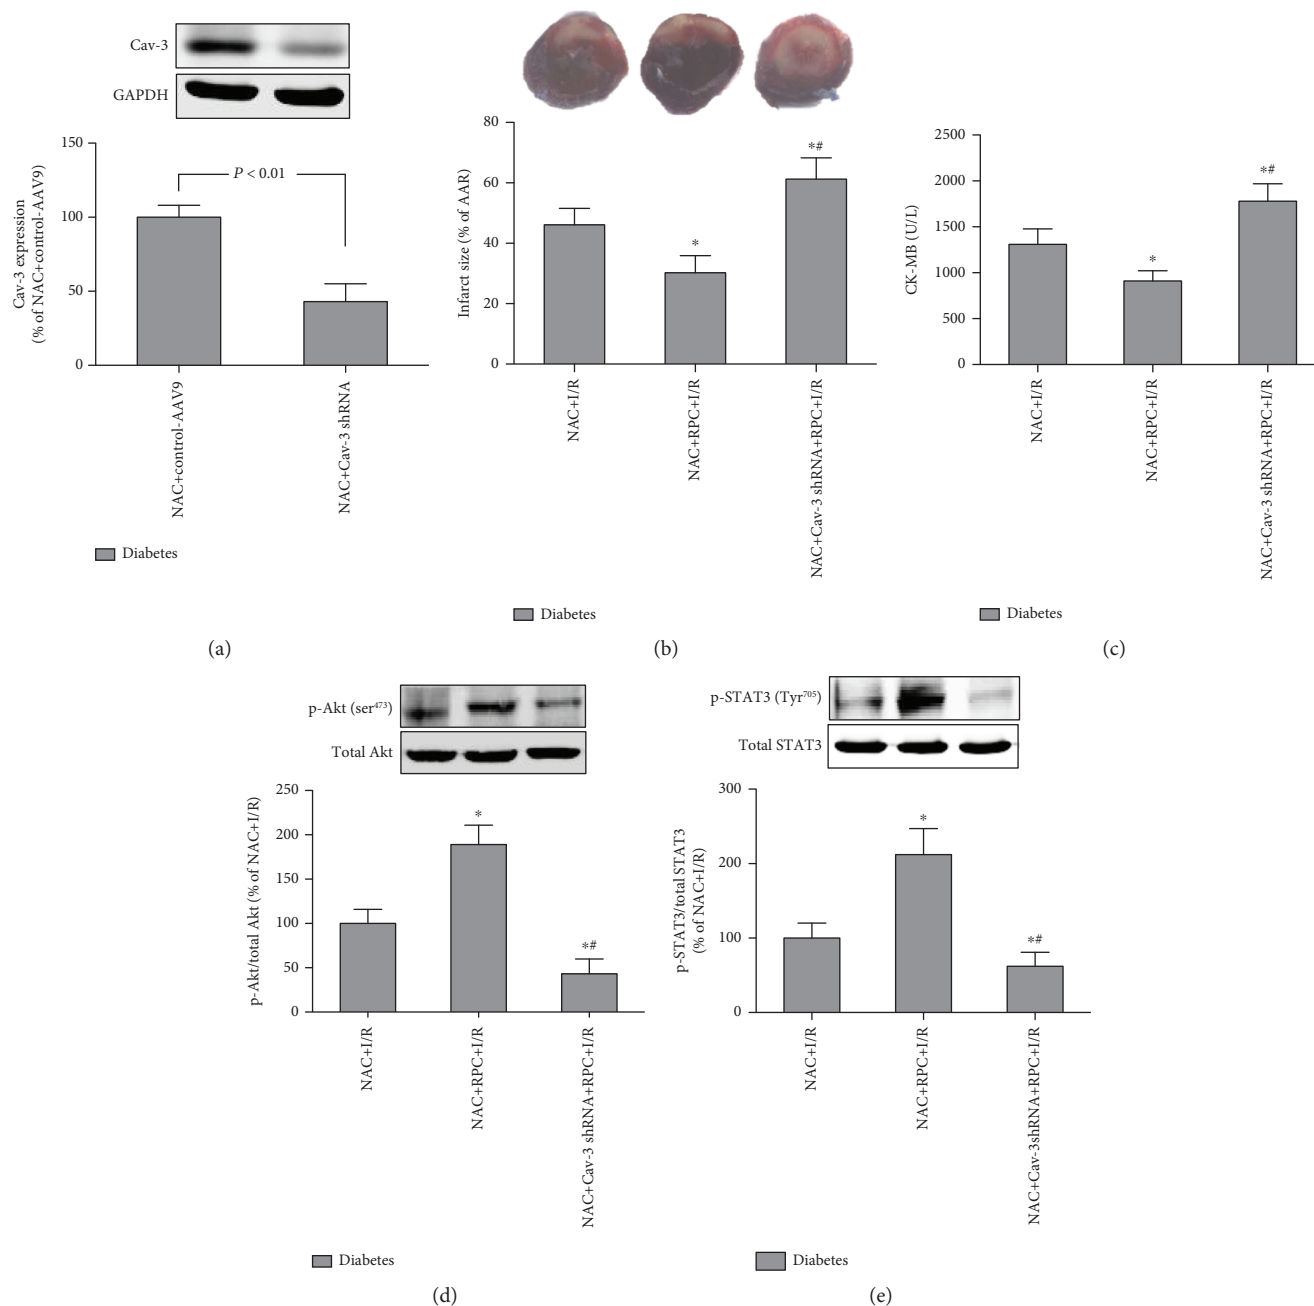 Cav-3
GAPDH
150
100
50
0
Cav-3 expression
(% of NAC+control-AAV9)
P < 0.01
NAC+control-AAV9
NAC+Cav-3 shRNA
Diabetes
(a)
80
60
40
20
0
Infarct size (% of AAR)
*
*#
NAC+I/R
NAC+RPC+I/R
NAC+Cav-3 shRNA+RPC+I/R
Diabetes
(b)
2500
2000
1500
1000
500
0
CK-MB (U/L)
*
*#
NAC+I/R
NAC+RPC+I/R
NAC+Cav-3 shRNA+RPC+I/R
Diabetes
(c)
p-Akt (ser⁴⁷³)
Total Akt
250
200
150
100
50
0
p-Akt/total Akt (% of NAC+I/R)
*
*#
NAC+I/R
NAC+RPC+I/R
NAC+Cav-3 shRNA+RPC+I/R
Diabetes
(d)
p-STAT3 (Tyr⁷⁰⁵)
Total STAT3
300
200
100
0
p-STAT3/total STAT3
(% of NAC+I/R)
*
*#
NAC+I/R
NAC+RPC+I/R
NAC+Cav-3shRNA+RPC+I/R
Diabetes
(e)